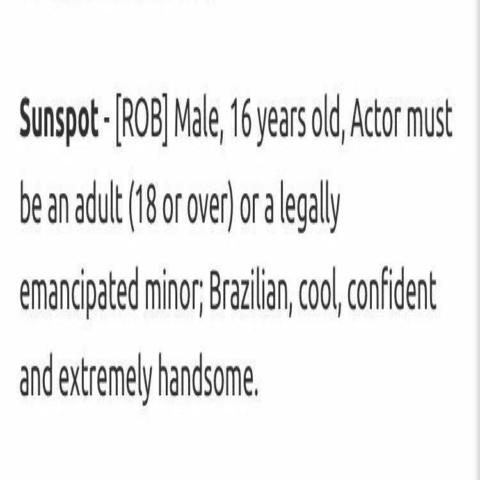 Sunspot - [ROB] Male, 16 years old, Actor must
be an adult (18 or over) or a legally
emancipated minor; Brazilian, cool, confident
and extremely handsome.